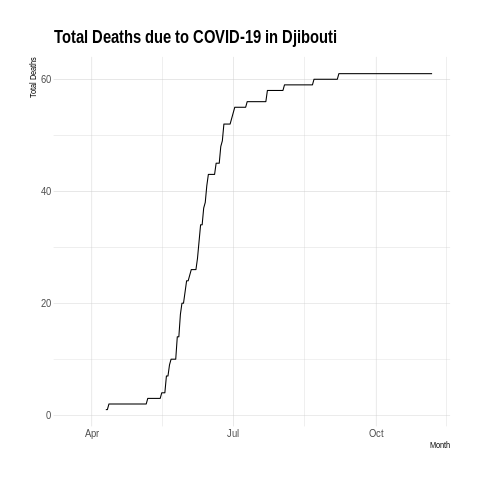 Total Deaths due to COVID-19 in Djibouti
Total Deaths
60
40
20
0
Apr
Jul
Oct
Month